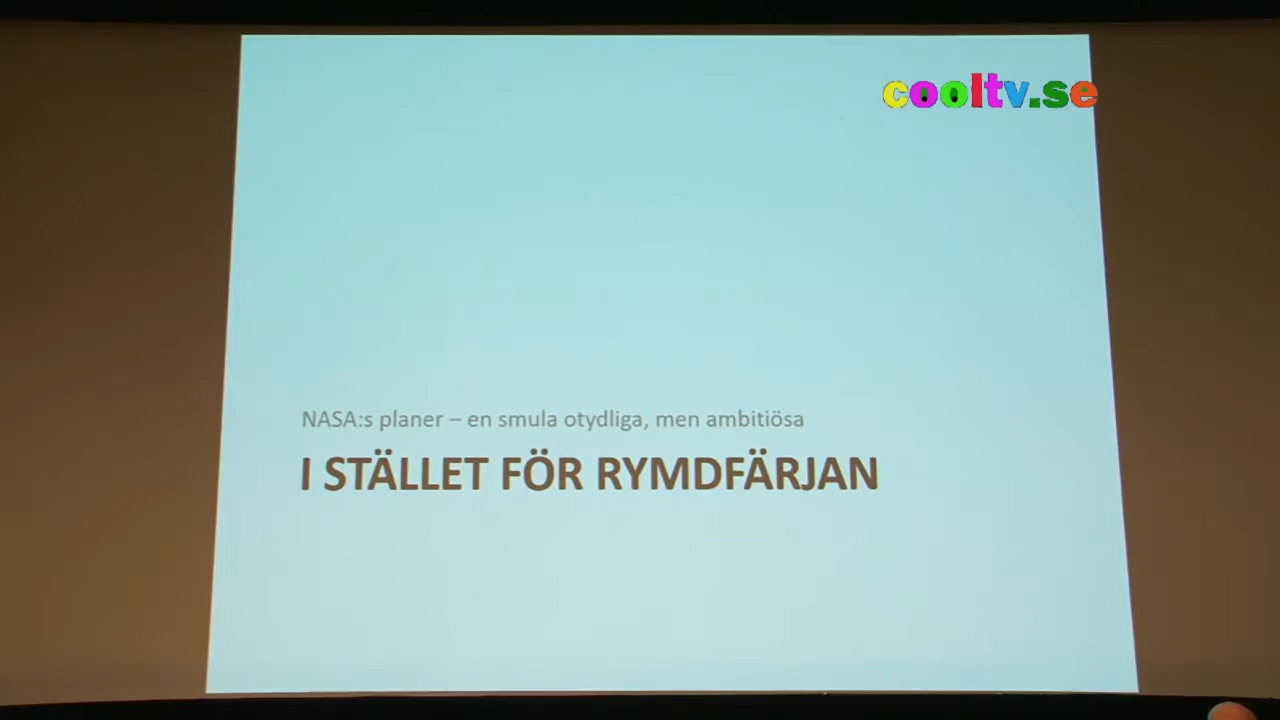 cooltv.se
NASA:s planer – en smula otydliga, men ambitiösa
I STÄLLET FÖR RYMDFÄRJAN